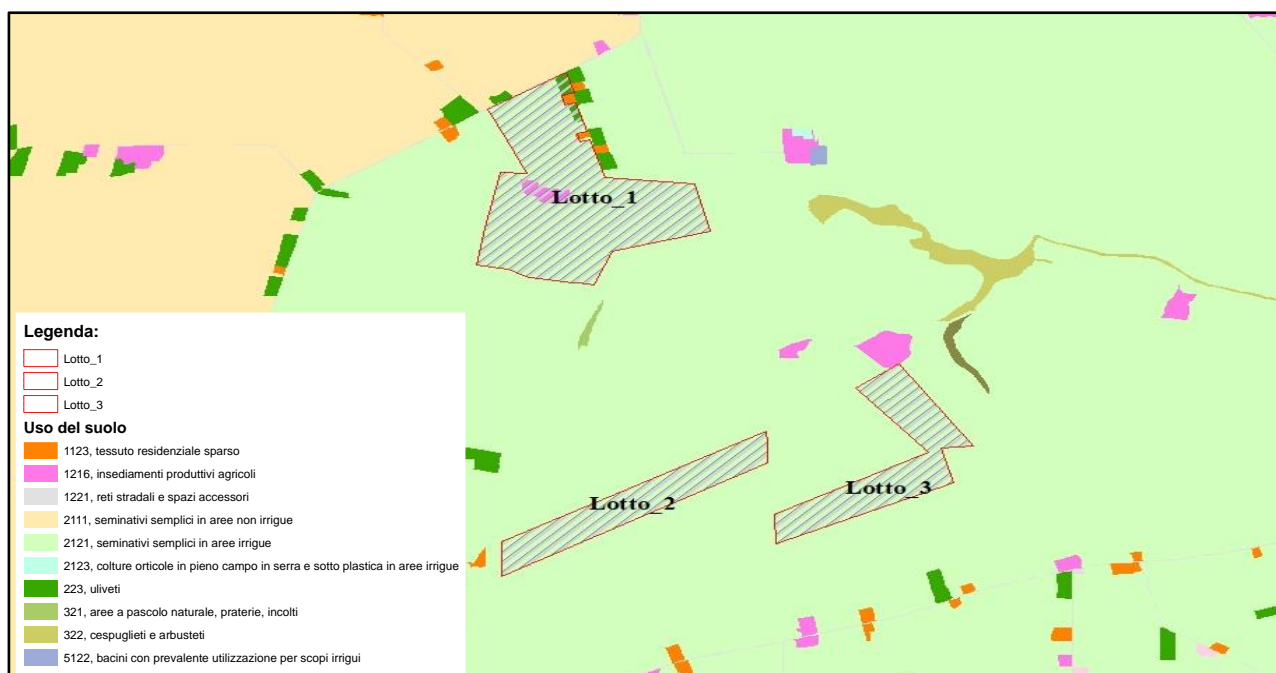 Lotto_1
Lotto_2
Lotto_3
Legenda:
Lotto_1
Lotto_2
Lotto_3
Uso del suolo
1123, tessuto residenziale sparso
1216, insediamenti produttivi agricoli
1221, reti stradali e spazi accessori
2111, seminativi semplici in aree non irrigue
2121, seminativi semplici in aree irrigue
2123, colture orticole in pieno campo in serra e sotto plastica in aree irrigue
223, uliveti
321, aree a pascolo naturale, praterie, incolti
322, cespuglieti e arbusteti
5122, bacini con prevalente utilizzazione per scopi irrigui